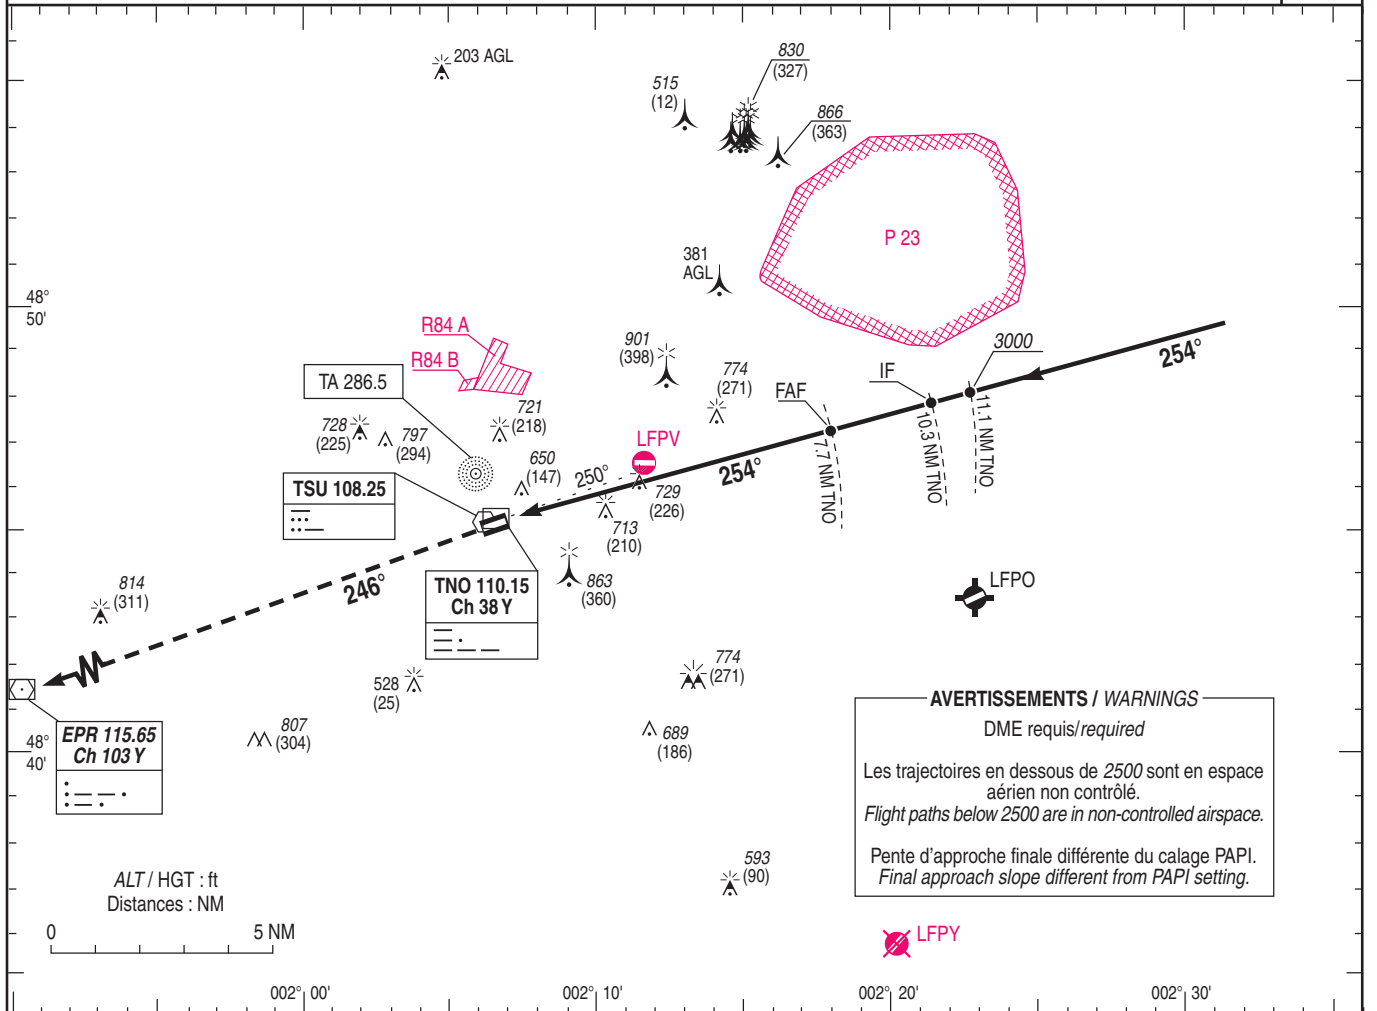 203 AGL
830
(327)
515
(12)
866
(363)
P 23
381
AGL
48°
50'
R84 A
R84 B
901
(398)
3000
254°
IF
TA 286.5
774
(271)
FAF
721
(218)
728
(225)
797
(294)
LFPV
11.1 NM TNO
10.3 NM TNO
7.7 NM TNO
650
(147)
250°
254°
TSU 108.25
729
(226)
713
(210)
814
(311)
246°
TNO 110.15
Ch 38 Y
863
(360)
LFPO
774
(271)
528
(25)
EPR 115.65
Ch 103 Y
807
(304)
689
(186)
48°
40'
AVERTISSEMENTS / WARNINGS
DME requis/required
Les trajectoires en dessous de 2500 sont en espace
aérien non contrôlé.
Flight paths below 2500 are in non-controlled airspace.
Pente d'approche finale différente du calage PAPI.
Final approach slope different from PAPI setting.
593
(90)
ALT / HGT : ft
Distances : NM
0 5 NM
LFPY
002° 00' 002° 10' 002° 20' 002° 30'